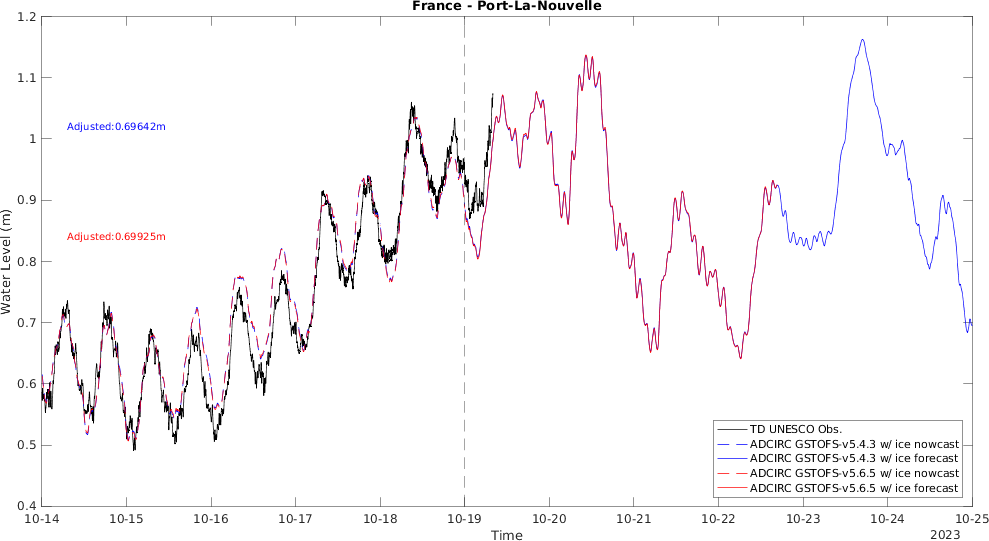 France - Port-La-Nouvelle
1.2
1.1
1
0.9
0.8
0.7
0.6
0.5
0.4
Water Level (m)
Adjusted:0.69642m
Adjusted:0.69925m
TD UNESCO Obs.
ADCIRC GSTOFS-v5.4.3 w/ ice nowcast
ADCIRC GSTOFS-v5.4.3 w/ ice forecast
ADCIRC GSTOFS-v5.6.5 w/ ice nowcast
ADCIRC GSTOFS-v5.6.5 w/ ice forecast
10-14 10-15 10-16 10-17 10-18 10-19 10-20 10-21 10-22 10-23 10-24 10-25
Time
2023